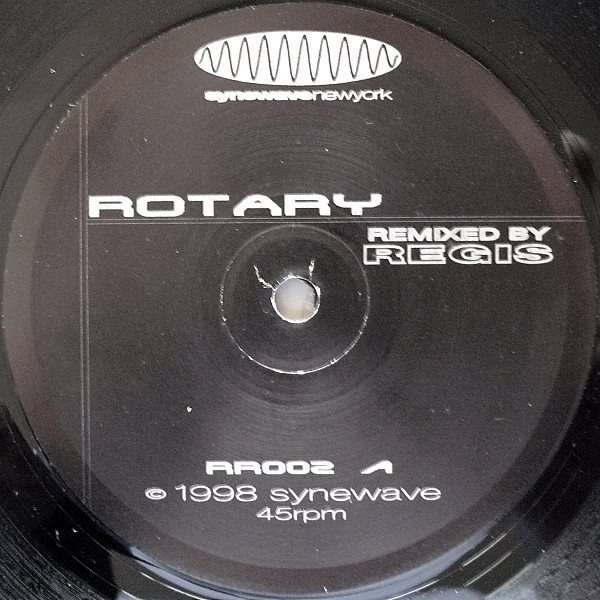 synewavenewyork
ROTARY
REMIXED BY
REGIS
RR002 A
© 1998 synewave
45rpm